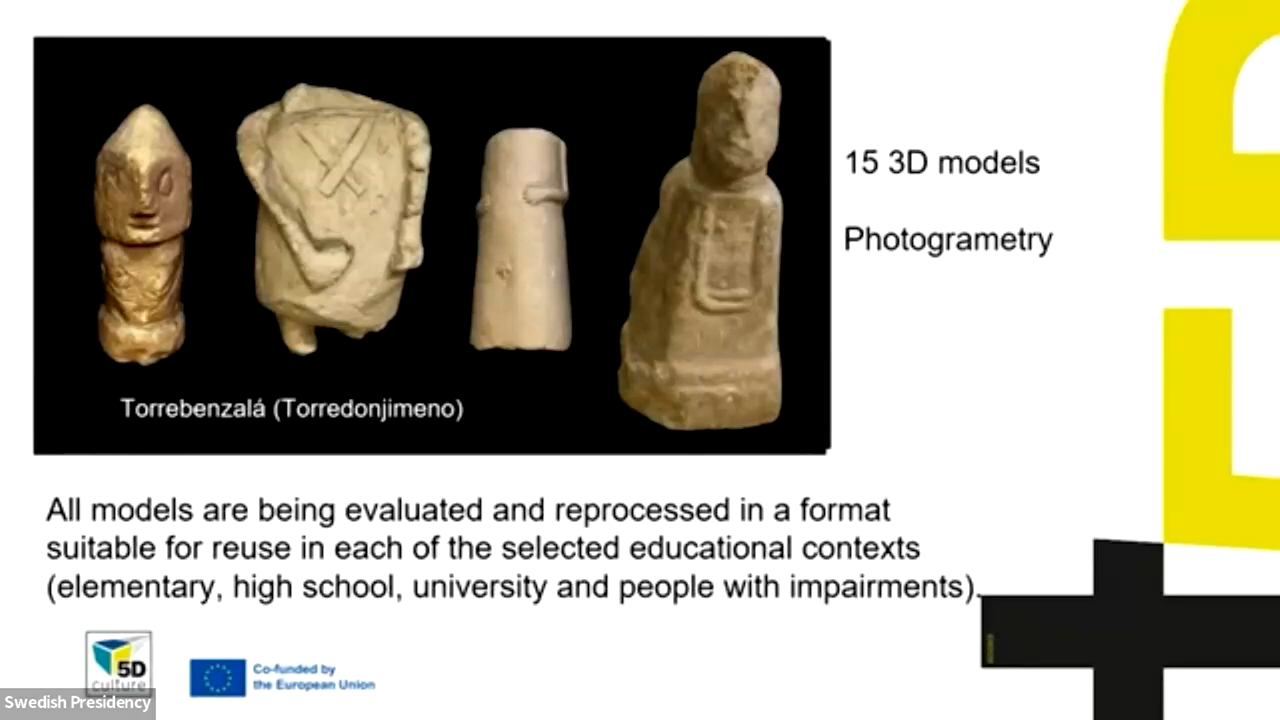 15 3D models
Photogrametry
Torrebenzalá (Torredonjimeno)
All models are being evaluated and reprocessed in a format
suitable for reuse in each of the selected educational contexts
(elementary, high school, university and people with impairments).
5D
culture
Co-funded by
the European Union
Swedish Presidency